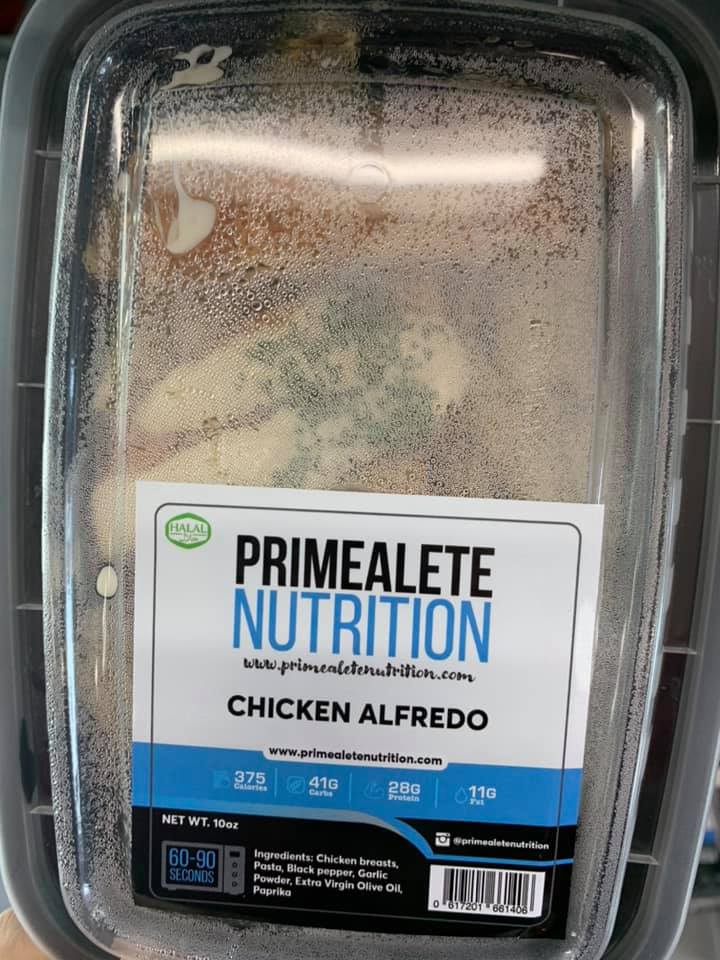 HALAL
حلال
PRIMEALETE
NUTRITION
www.primealetenutrition.com
CHICKEN ALFREDO
www.primealetenutrition.com
375
Calories
41G
Carbs
28G
Protein
11G
Fat
NET WT. 10oz
@primealetenutrition
60-90
SECONDS
Ingredients: Chicken breasts,
Pasta, Black pepper, Garlic
Powder, Extra Virgin Olive Oil,
Paprika
0 617201 661406